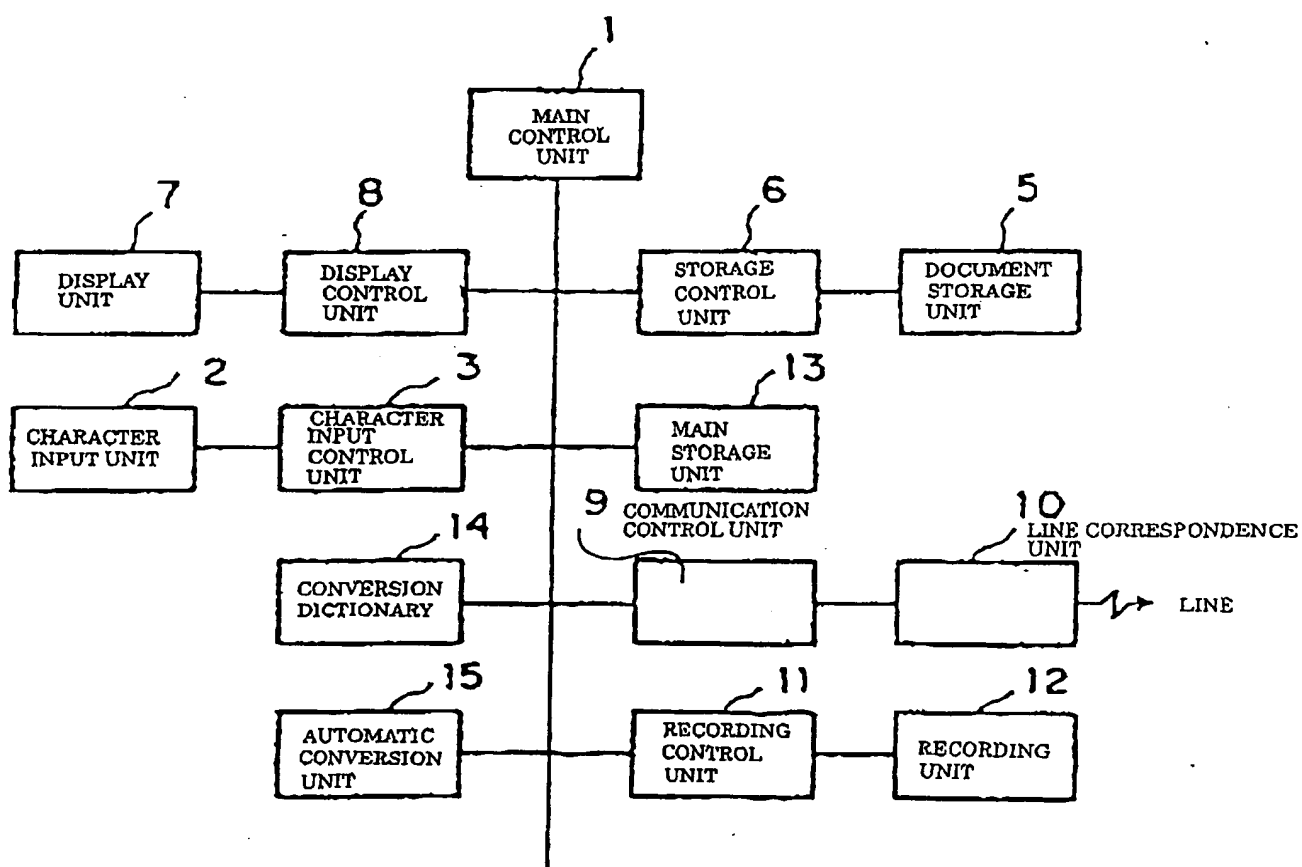 1
MAIN
CONTROL
UNIT
7
8
6
5
DISPLAY
UNIT
DISPLAY
CONTROL
UNIT
STORAGE
CONTROL
UNIT
DOCUMENT
STORAGE
UNIT
2
3
13
CHARACTER
INPUT UNIT
CHARACTER
INPUT
CONTROL
UNIT
MAIN
STORAGE
UNIT
14
9
COMMUNICATION
CONTROL UNIT
10
LINE CORRESPONDENCE
UNIT
CONVERSION
DICTIONARY
LINE
15
11
12
AUTOMATIC
CONVERSION
UNIT
RECORDING
CONTROL
UNIT
RECORDING
UNIT